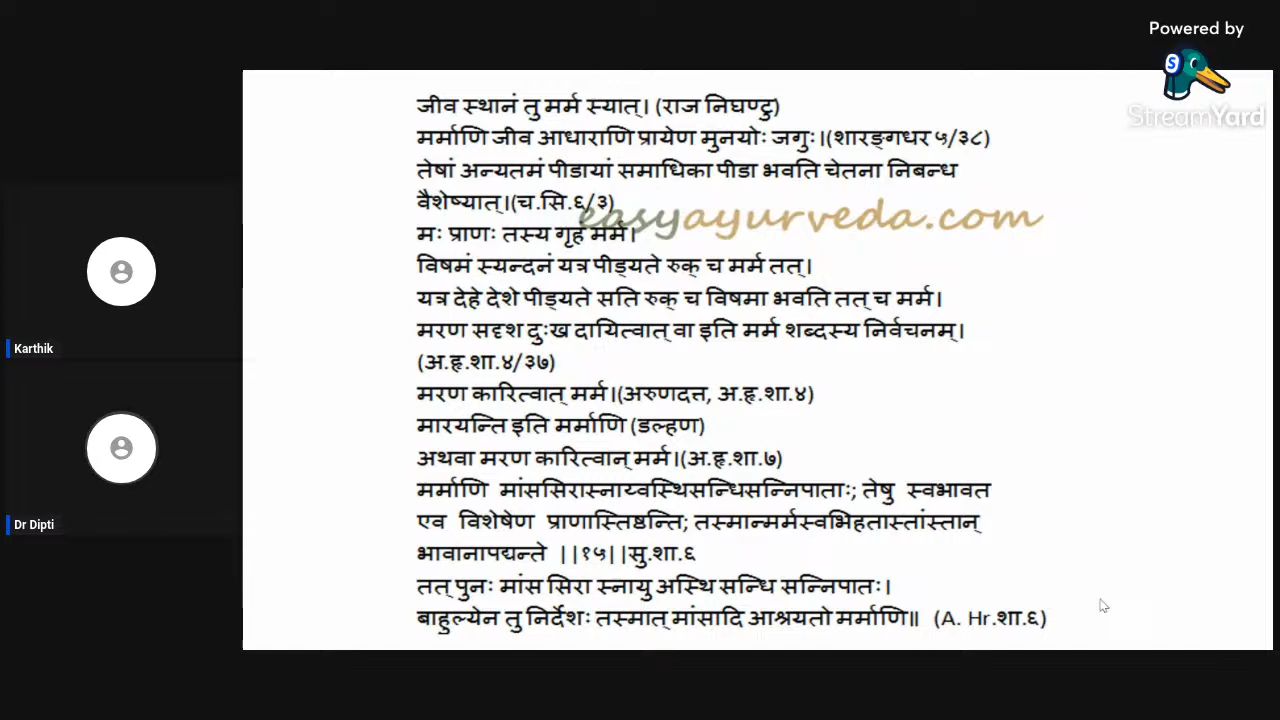 Powered by
StreamYard
जीव स्थानं तु मर्म स्यात्। (राज निघण्टु)
मर्माणि जीव आधाराणि प्रायेण मुनयोः जगुः।(शारङ्गधर ५/३८)
तेषां अन्यतमं पीडायां समाधिका पीडा भवति चेतना निबन्ध
वैशेष्यात्।(च.सि.६/३)
easyayurveda.com
मः प्राणः तस्य गृहं मर्म।
विषमं स्यन्दनं यत्र पीड्यते रुक् च मर्म तत्।
यत्र देहे देशे पीड्यते सति रुक् च विषमा भवति तत् च मर्म।
मरण सदृश दुःख दायित्वात् वा इति मर्म शब्दस्य निर्वचनम्।
(अ.हृ.शा.४/३७)
मरण कारित्वात् मर्म।(अरुणदत्त, अ.हृ.शा.४)
मारयन्ति इति मर्माणि (डल्हण)
अथवा मरण कारित्वान् मर्म।(अ.हृ.शा.७)
मर्माणि मांससिरास्नाय्वस्थिसन्धिसन्निपाताः; तेषु स्वभावत
एव विशेषेण प्राणास्तिष्ठन्ति; तस्मान्मर्मस्वभिहतास्तांस्तान्
भावानापद्यन्ते ||१५||सु.शा.६
तत् पुनः मांस सिरा स्नायु अस्थि सन्धि सन्निपातः।
बाहुल्येन तु निर्देशः तस्मात् मांसादि आश्रयतो मर्माणि॥ (A. Hr.शा.६)
Karthik
Dr Dipti